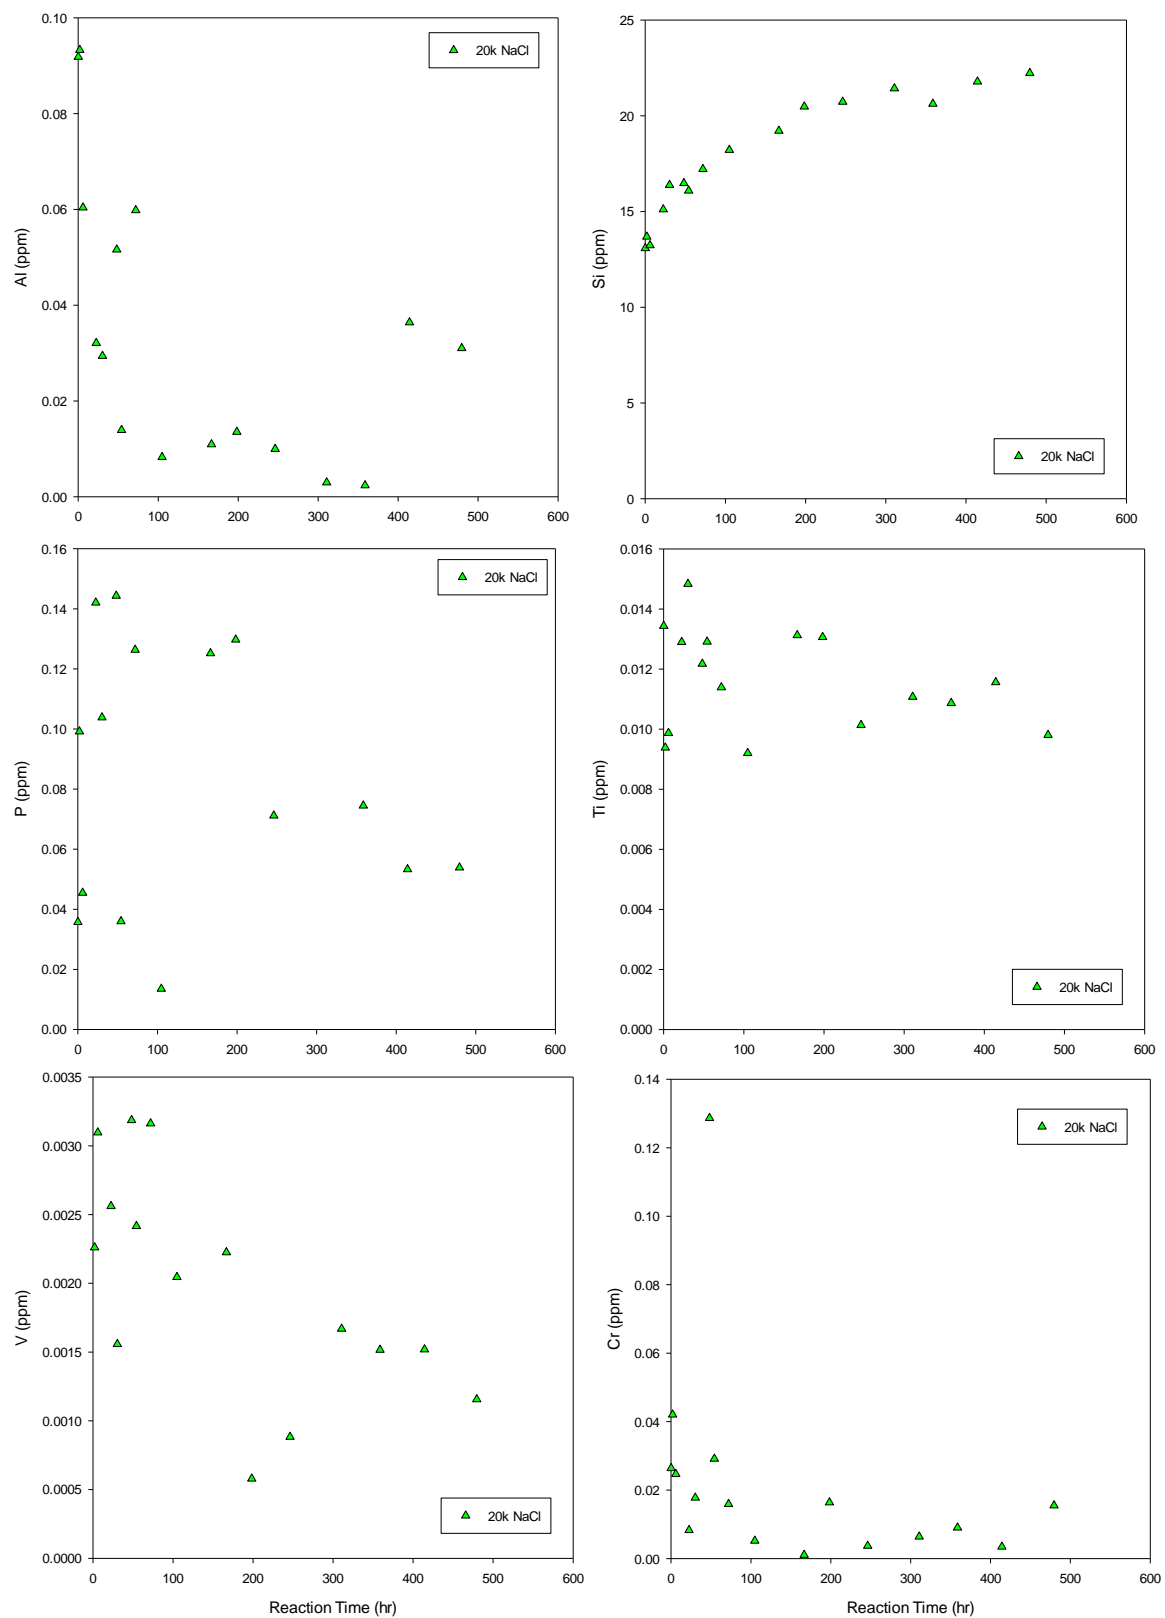 0.10
0.08
0.06
0.04
0.02
0.00
Al (ppm)
20k NaCl
0 100 200 300 400 500 600
25
20
15
10
5
0
Si (ppm)
20k NaCl
0 100 200 300 400 500 600
0.16
0.14
0.12
0.10
0.08
0.06
0.04
0.02
0.00
P (ppm)
20k NaCl
0 100 200 300 400 500 600
0.016
0.014
0.012
0.010
0.008
0.006
0.004
0.002
0.000
Ti (ppm)
20k NaCl
0 100 200 300 400 500 600
0.0035
0.0030
0.0025
0.0020
0.0015
0.0010
0.0005
0.0000
V (ppm)
20k NaCl
0 100 200 300 400 500 600
Reaction Time (hr)
0.14
0.12
0.10
0.08
0.06
0.04
0.02
0.00
Cr (ppm)
20k NaCl
0 100 200 300 400 500 600
Reaction Time (hr)